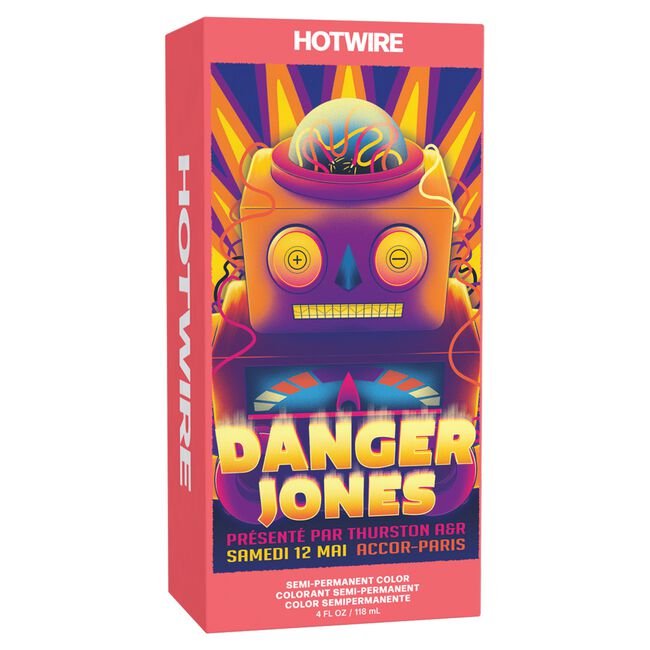 HOTWIRE
HOTWIRE
+
−
DANGER
JONES
PRÉSENTÉ PAR THURSTON A&R
SAMEDI 12 MAI ACCOR-PARIS
SEMI-PERMANENT COLOR
COLORANT SEMI-PERMANENT
COLOR SEMIPERMANENTE
4 FL OZ / 118 mL